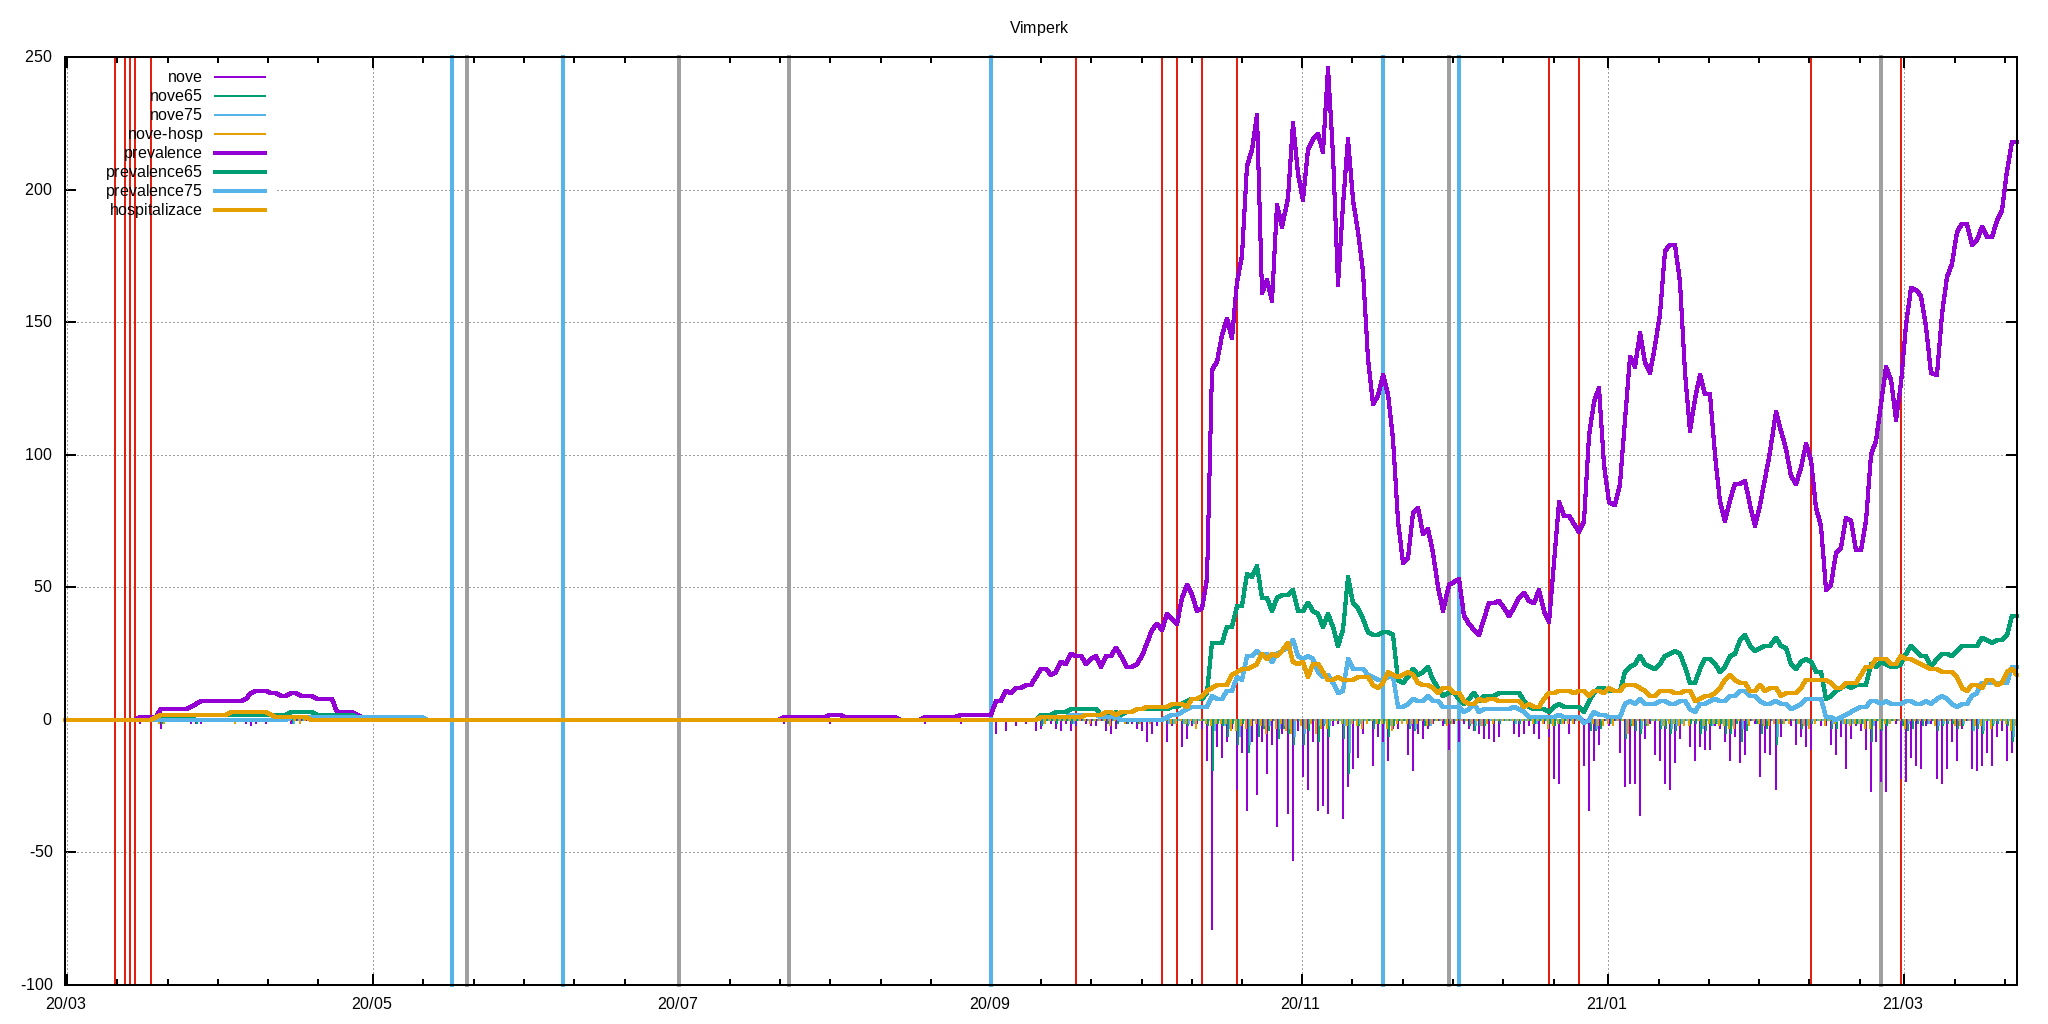 Vimperk
250
200
150
100
50
0
-50
-100
nove
nove65
nove75
nove-hosp
prevalence
prevalence65
prevalence75
hospitalizace
20/03
20/05
20/07
20/09
20/11
21/01
21/03